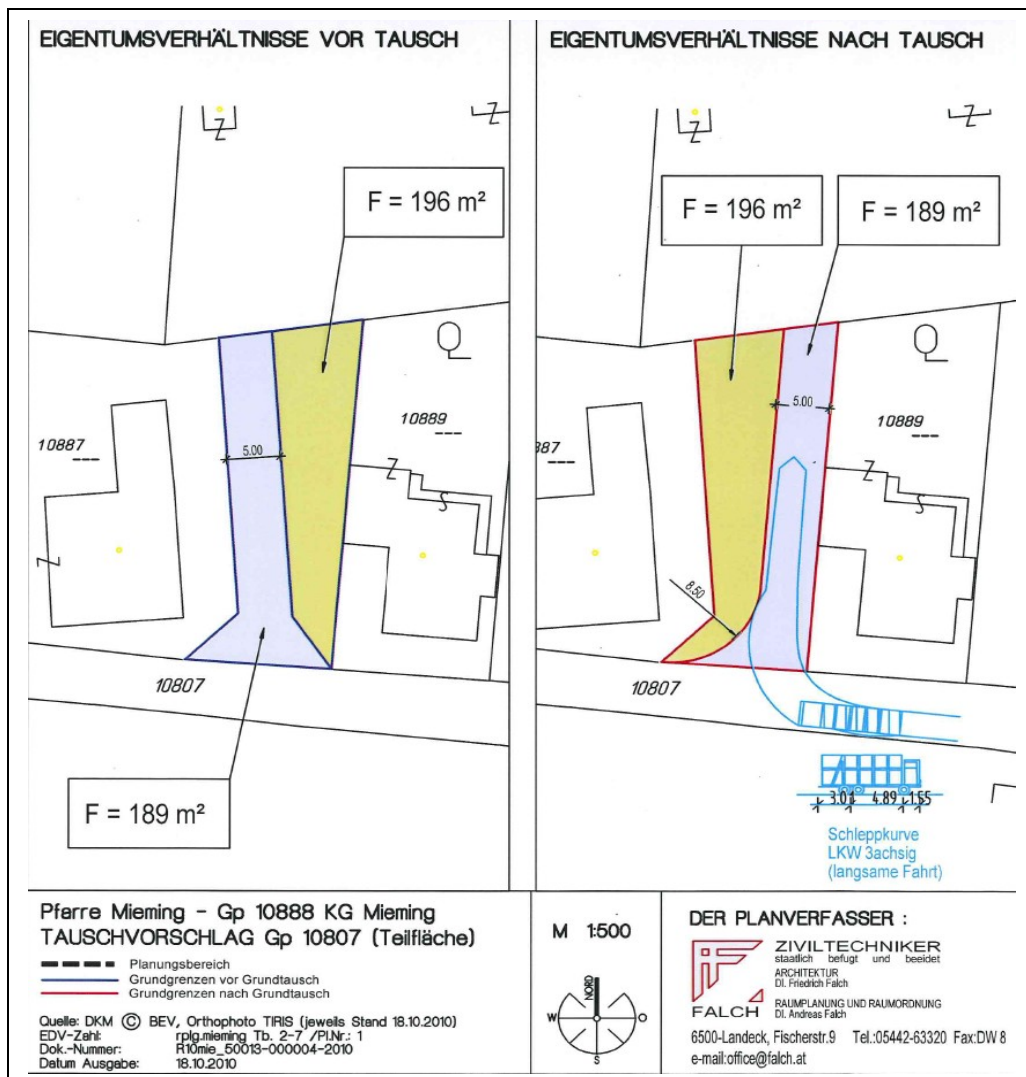 EIGENTUMSVERHÄLTNISSE VOR TAUSCH
Z
Z
F = 196 m²
10887
5.00
10889
Z
S
Z
10807
F = 189 m²
EIGENTUMSVERHÄLTNISSE NACH TAUSCH
Z
Z
F = 196 m²
F = 189 m²
5.00
10889
887
Z
S
8.50
10807
3.01 4.89 1.55
Schleppkurve
LKW 3achsig
(langsame Fahrt)
Pfarre Mieming - Gp 10888 KG Mieming
TAUSCHVORSCHLAG Gp 10807 (Teilfläche)
Planungsbereich
Grundgrenzen vor Grundtausch
Grundgrenzen nach Grundtausch
Quelle: DKM © BEV, Orthophoto TIRIS (jeweils Stand 18.10.2010)
EDV-Zahl: rplg.mieming Tb. 2-7 /Pl.Nr.: 1
Dok.-Nummer: R10mie_50013-000004-2010
Datum Ausgabe: 18.10.2010
M 1:500
NORD
W O
S
DER PLANVERFASSER :
ZIVILTECHNIKER
staatlich befugt und beeidet
ARCHITEKTUR
DI. Friedrich Falch
RAUMPLANUNG UND RAUMORDNUNG
DI. Andreas Falch
FALCH
6500-Landeck, Fischerstr.9 Tel.:05442-63320 Fax:DW 8
e-mail:office@falch.at